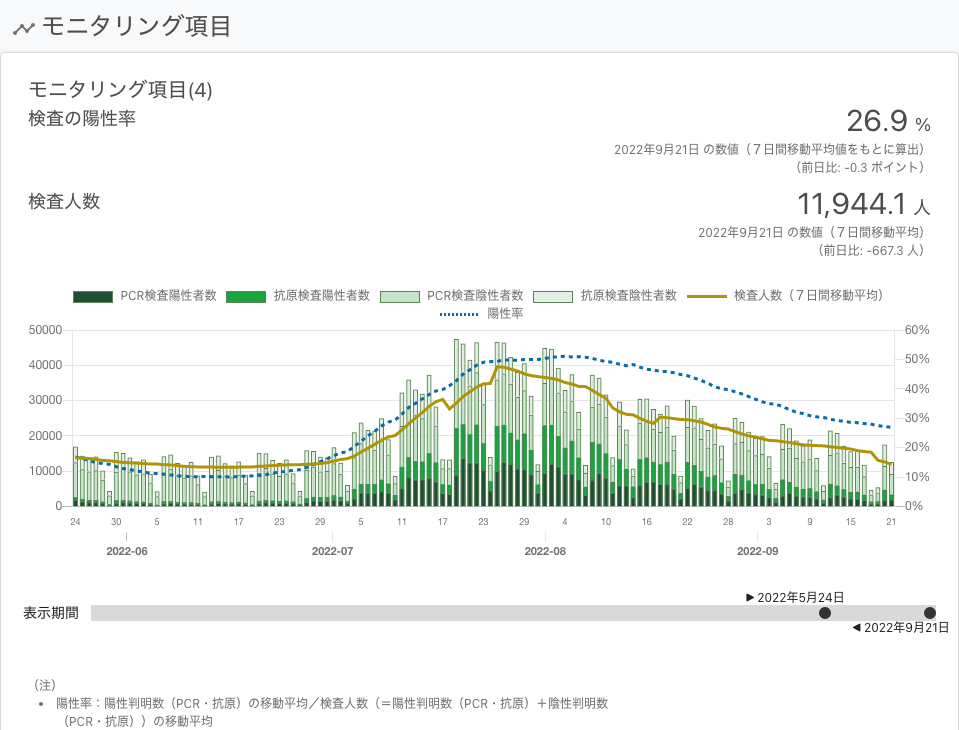 モニタリング項目
モニタリング項目(4)
検査の陽性率
26.9 %
2022年9月21日 の数値（７日間移動平均値をもとに算出）
（前日比: -0.3 ポイント）
検査人数
11,944.1 人
2022年9月21日 の数値（７日間移動平均）
（前日比: -667.3 人）
PCR検査陽性者数 抗原検査陽性者数 PCR検査陰性者数 抗原検査陰性者数 検査人数（７日間移動平均）
陽性率
50000 60%
50%
40000
40%
30000
30%
20000
20%
10000
10%
0 0%
24 30 5 11 17 23 29 5 11 17 23 29 4 10 16 22 28 3 9 15 21
2022-06 2022-07 2022-08 2022-09
▶ 2022年5月24日
表示期間
◀ 2022年9月21日
（注）
• 陽性率：陽性判明数（PCR・抗原）の移動平均／検査人数（＝陽性判明数（PCR・抗原）＋陰性判明数
（PCR・抗原））の移動平均